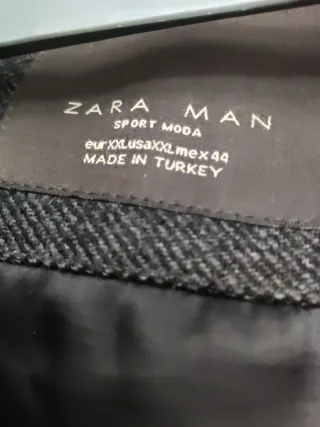 ZARA MAN
SPORT MODA
eurXXLusaXXLmex44
MADE IN TURKEY